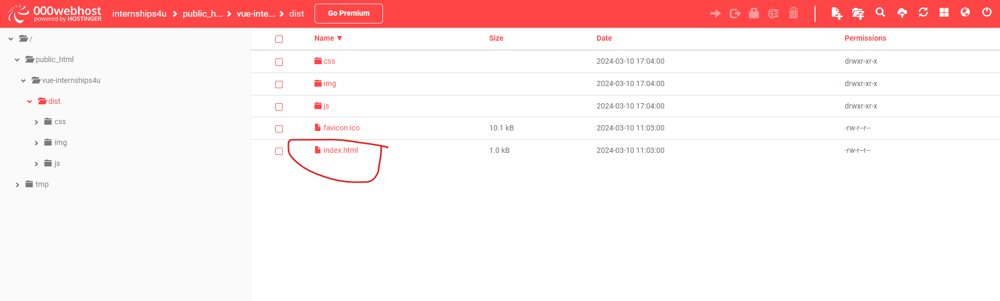 000webhost
powered by HOSTINGER
internships4u public_h... vue-inte... dist
Go Premium
/
public_html
vue-internships4u
dist
css
img
js
tmp
Name ▼ Size Date Permissions
css 2024-03-10 17:04:00 drwxr-xr-x
img 2024-03-10 17:04:00 drwxr-xr-x
js 2024-03-10 17:04:00 drwxr-xr-x
favicon.ico 10.1 kB 2024-03-10 11:03:00 -rw-r--r--
index.html 1.0 kB 2024-03-10 11:03:00 -rw-r--r--